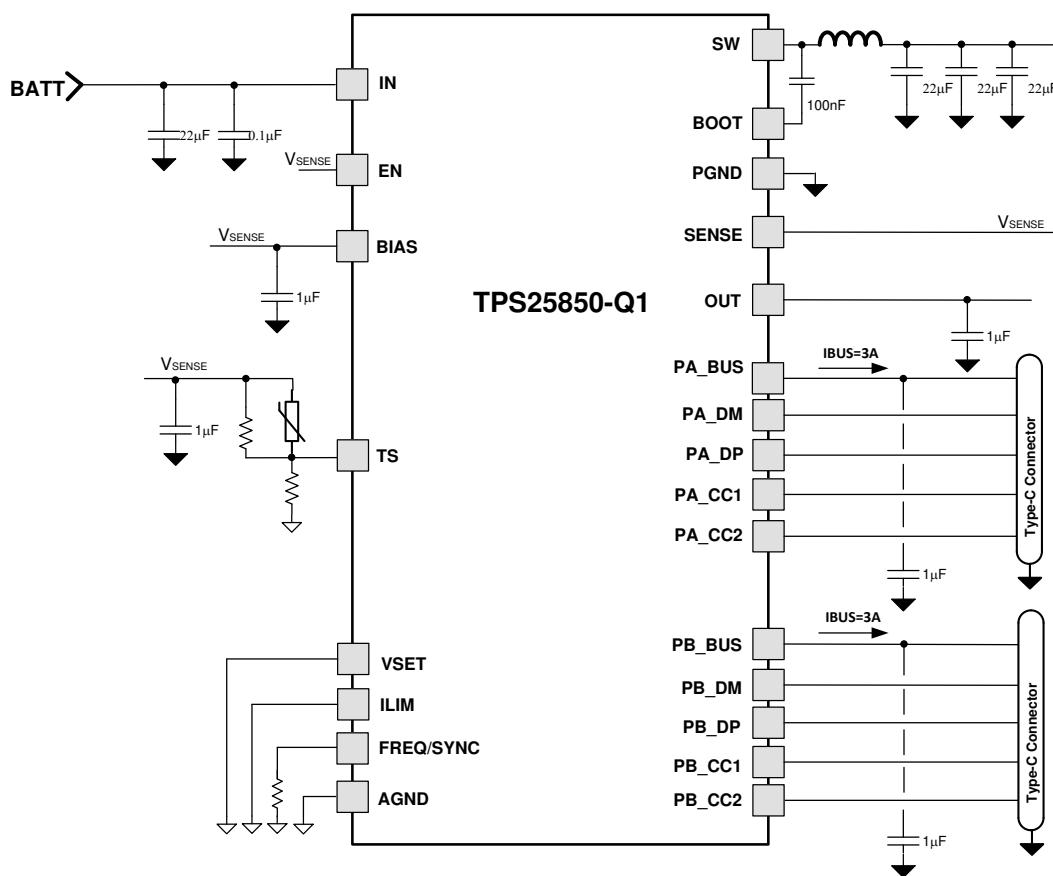 BATT
IN
22μF
0.1μF
VSENSE
EN
VSENSE
BIAS
1μF
VSENSE
1μF
TS
VSET
ILIM
FREQ/SYNC
AGND
TPS25850-Q1
SW
100nF
22μF
22μF
22μF
BOOT
PGND
SENSE
VSENSE
OUT
1μF
IBUS=3A
PA_BUS
PA_DM
PA_DP
PA_CC1
PA_CC2
1μF
Type-C Connector
IBUS=3A
PB_BUS
PB_DM
PB_DP
PB_CC1
PB_CC2
1μF
Type-C Connector